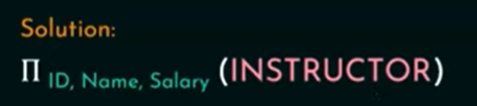 Solution:
Π ID, Name, Salary (INSTRUCTOR)